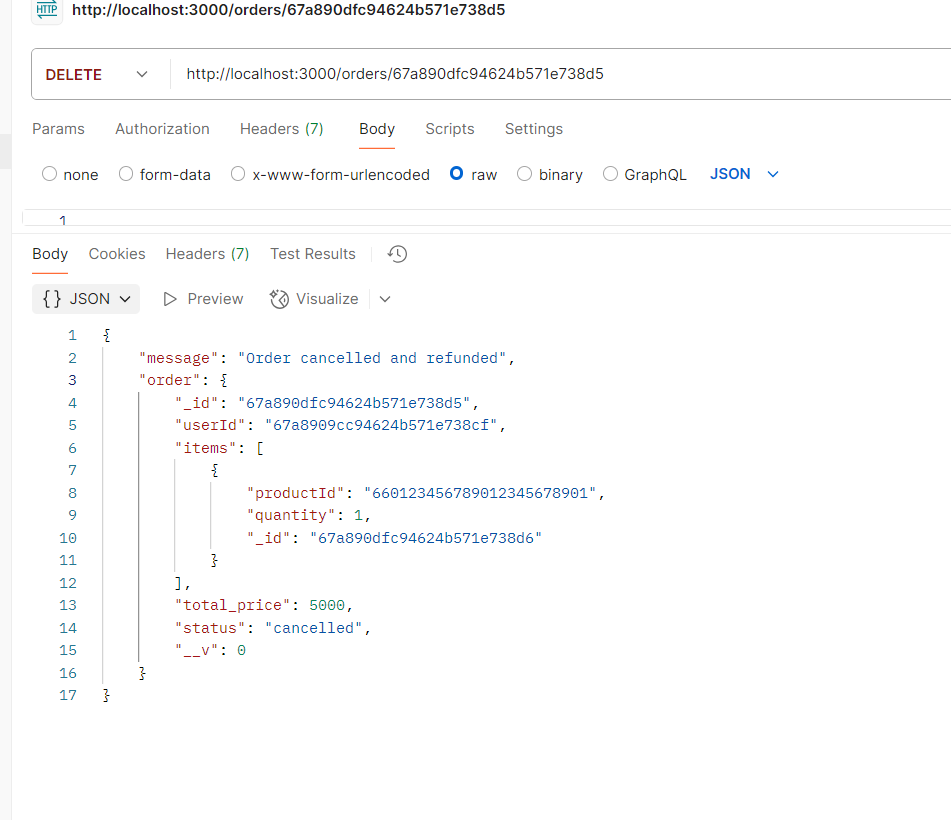 HTTP http://localhost:3000/orders/67a890dfc94624b571e738d5
DELETE http://localhost:3000/orders/67a890dfc94624b571e738d5
Params Authorization Headers (7) Body Scripts Settings
none form-data x-www-form-urlencoded raw binary GraphQL JSON
1
Body Cookies Headers (7) Test Results
{} JSON Preview Visualize
1 {
2 "message": "Order cancelled and refunded",
3 "order": {
4 "_id": "67a890dfc94624b571e738d5",
5 "userId": "67a8909cc94624b571e738cf",
6 "items": [
7 {
8 "productId": "660123456789012345678901",
9 "quantity": 1,
10 "_id": "67a890dfc94624b571e738d6"
11 }
12 ],
13 "total_price": 5000,
14 "status": "cancelled",
15 "__v": 0
16 }
17 }